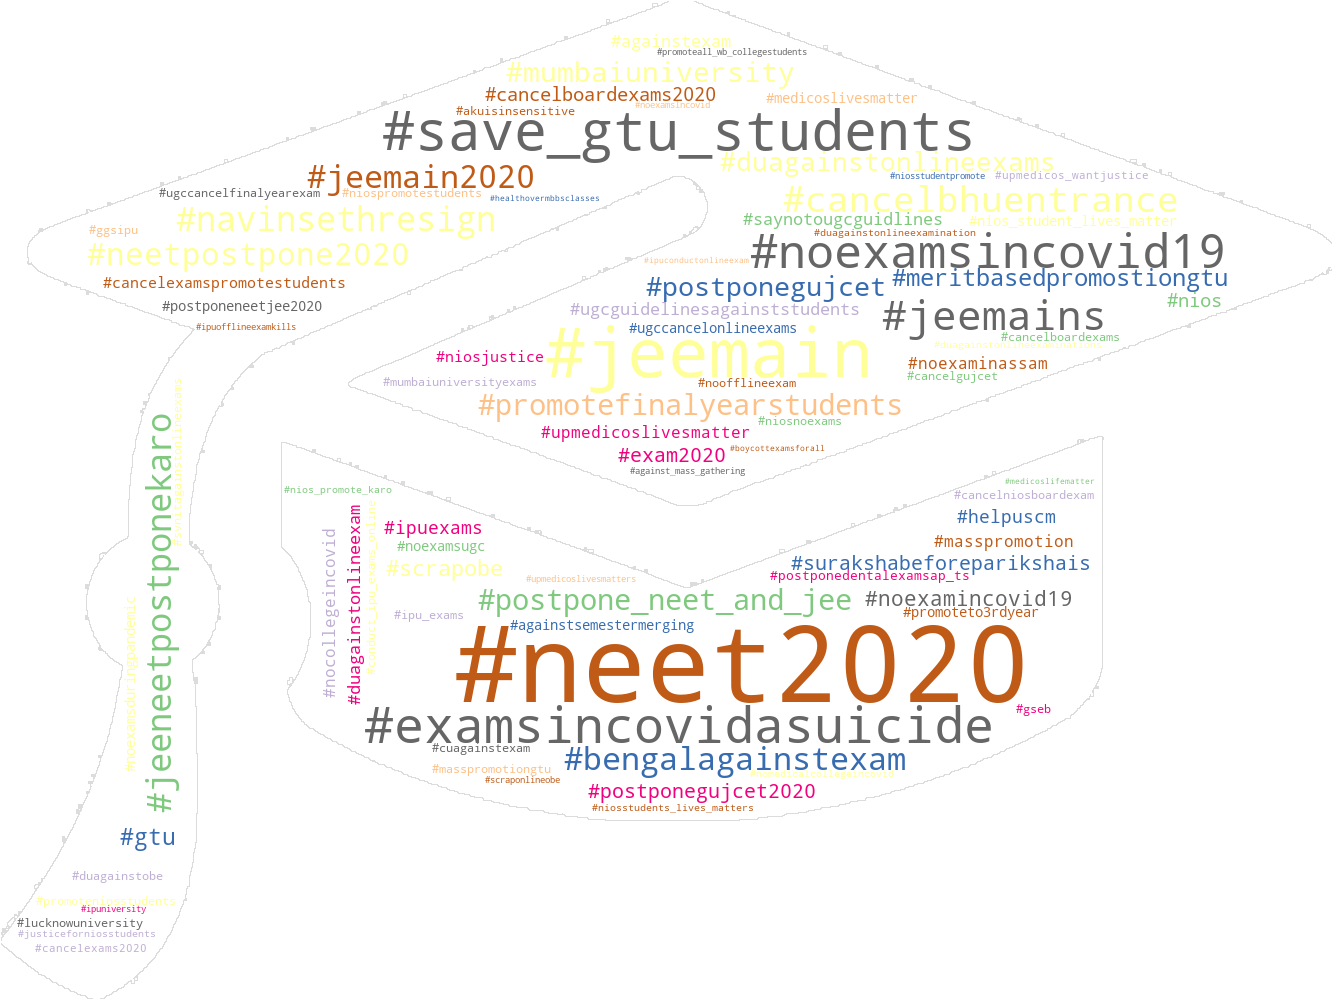 #againstexam
#promoteall_wb_collegestudents
#mumbaiuniversity
#cancelboardexams2020
#medicoslivesmatter
#noexamsincovid
#akuisinsensitive
#save_gtu_students
#duagainstonlineexams
#jeemain2020
#niosstudentpromote
#upmedicos_wantjustice
#ugccancelfinalyearexam
#niospromotestudents
#healthovermbbsclasses
#cancelbhuentrance
#navinsethresign
#saynotougcguidlines
#nios_student_lives_matter
#ggsipu
#duagainstonlineexamination
#neetpostpone2020
#noexamsincovid19
#ipuconductonlineexam
#cancelexamspromotestudents
#postponegujcet
#meritbasedpromostiongtu
#postponeneetjee2020
#ugcguidelinesagainststudents
#nios
#jeemains
#ipuofflineexamkills
#ugccancelonlineexams
#cancelboardexams
#jeemain
#niosjustice
#noexaminassam
#cancelgujcet
#mumbaiuniversityexams
#noofflineexam
#promotefinalyearstudents
#niosnoexams
#upmedicoslivesmatter
#boycottexamsforall
#exam2020
#against_mass_gathering
#jeeneetpostponekaro
#noexamsduringpandemic
#nios_promote_karo
#medicoslifematter
#cancelniosboardexam
#nocollegeincovid
#duagainstonlineexam
#ipuexams
#helpuscm
#noexamsugc
#masspromotion
#scrapobe
#surakshabeforeparikshais
#upmedicoslivesmatters
#postponedentalexamsap_ts
#postpone_neet_and_jee
#noexamincovid19
#ipu_exams
#promoteto3rdyear
#againstsemestermerging
#neet2020
#gseb
#examsincovidasuicide
#cuagainstexam
#bengalagainstexam
#masspromotiongtu
#scraponlineobe
#postponegujcet2020
#niosstudents_lives_matters
#gtu
#duagainstobe
#ipuniversity
#lucknowuniversity
#justiceforniosstudents
#cancelexams2020